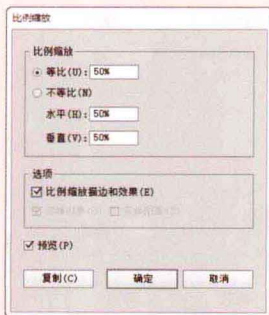 比例缩放
比例缩放
等比(U): 50%
不等比(N)
水平(H): 50%
垂直(V): 50%
选项
比例缩放描边和效果(E)
预览(P)
复制(C) 确定 取消